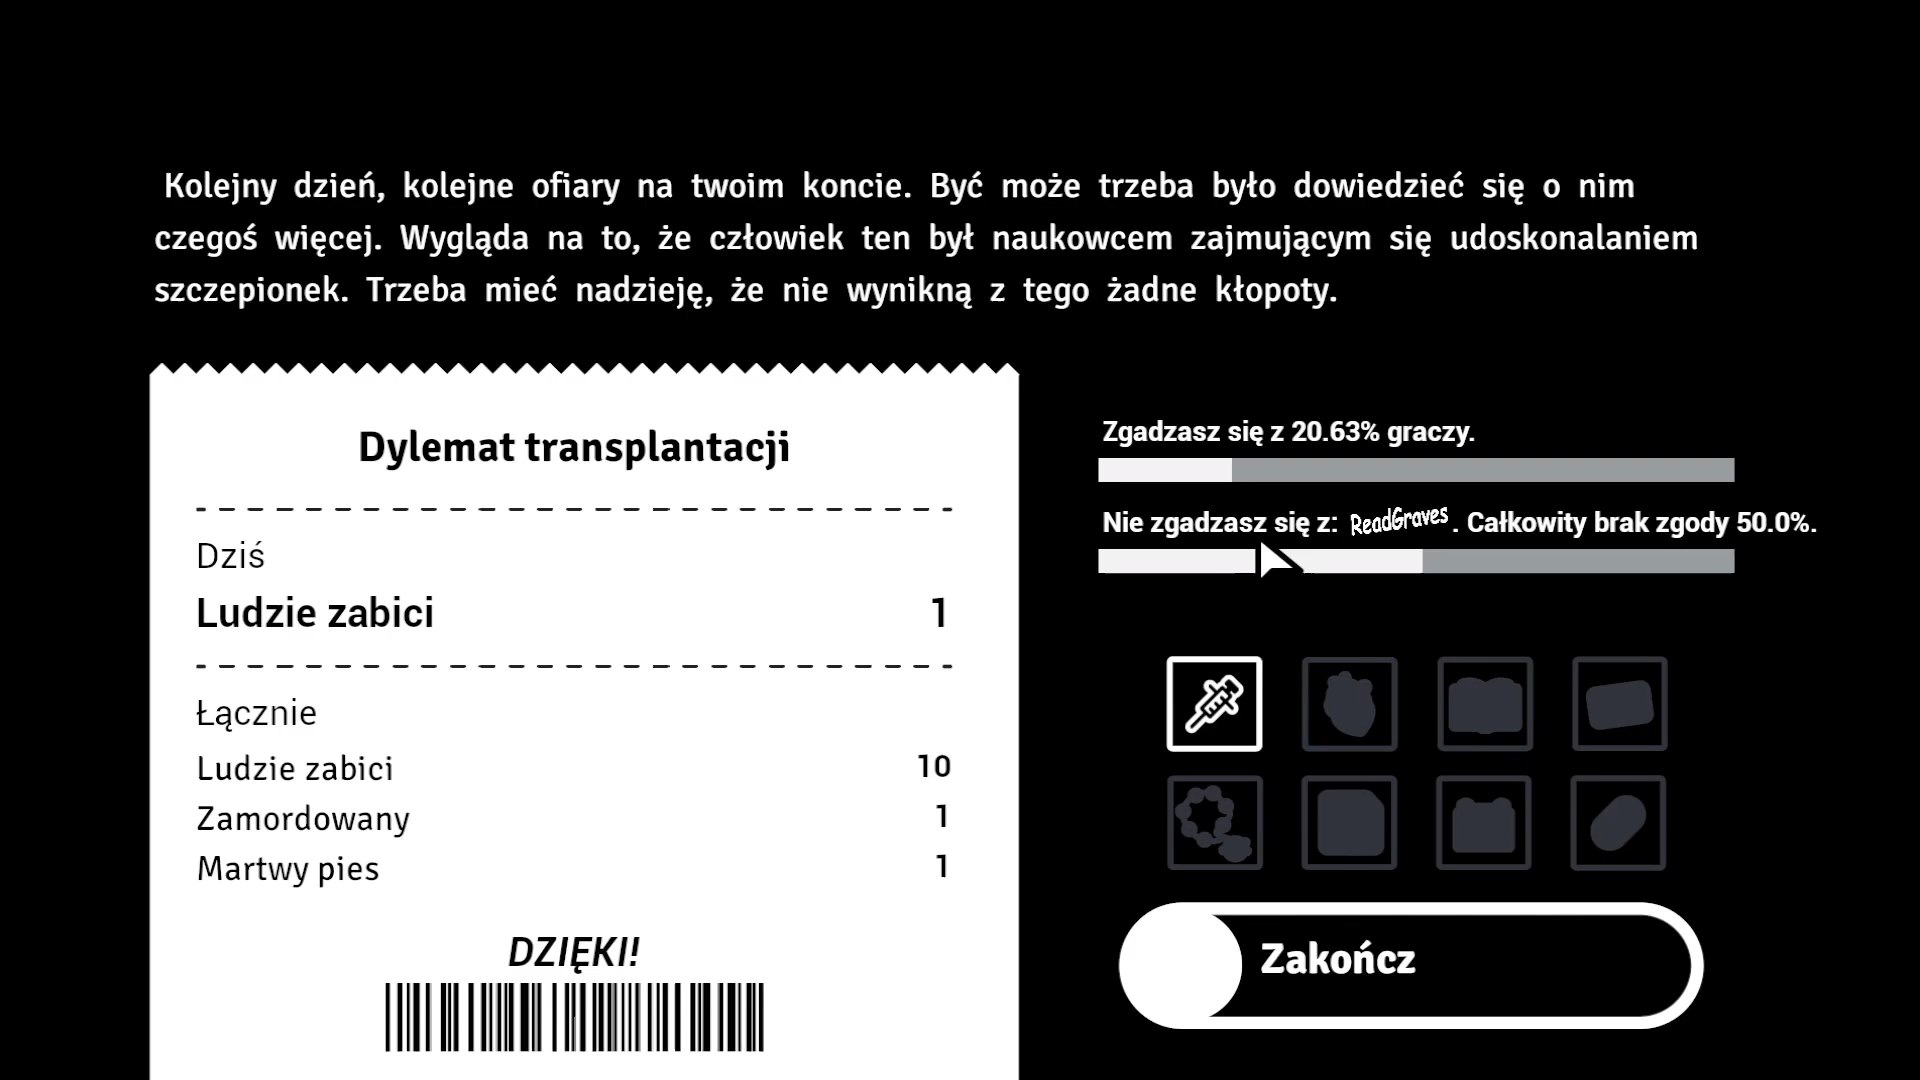 Kolejny dzień, kolejne ofiary na twoim koncie. Być może trzeba było dowiedzieć się o nim
czegoś więcej. Wygląda na to, że człowiek ten był naukowcem zajmującym się udoskonalaniem
szczepionek. Trzeba mieć nadzieję, że nie wynikną z tego żadne kłopoty.
Dylemat transplantacji
Dziś
Ludzie zabici 1
Łącznie
Ludzie zabici 10
Zamordowany 1
Martwy pies 1
DZIĘKI!
Zgadzasz się z 20.63% graczy.
Nie zgadzasz się z: ReadGraves. Całkowity brak zgody 50.0%.
Zakończ